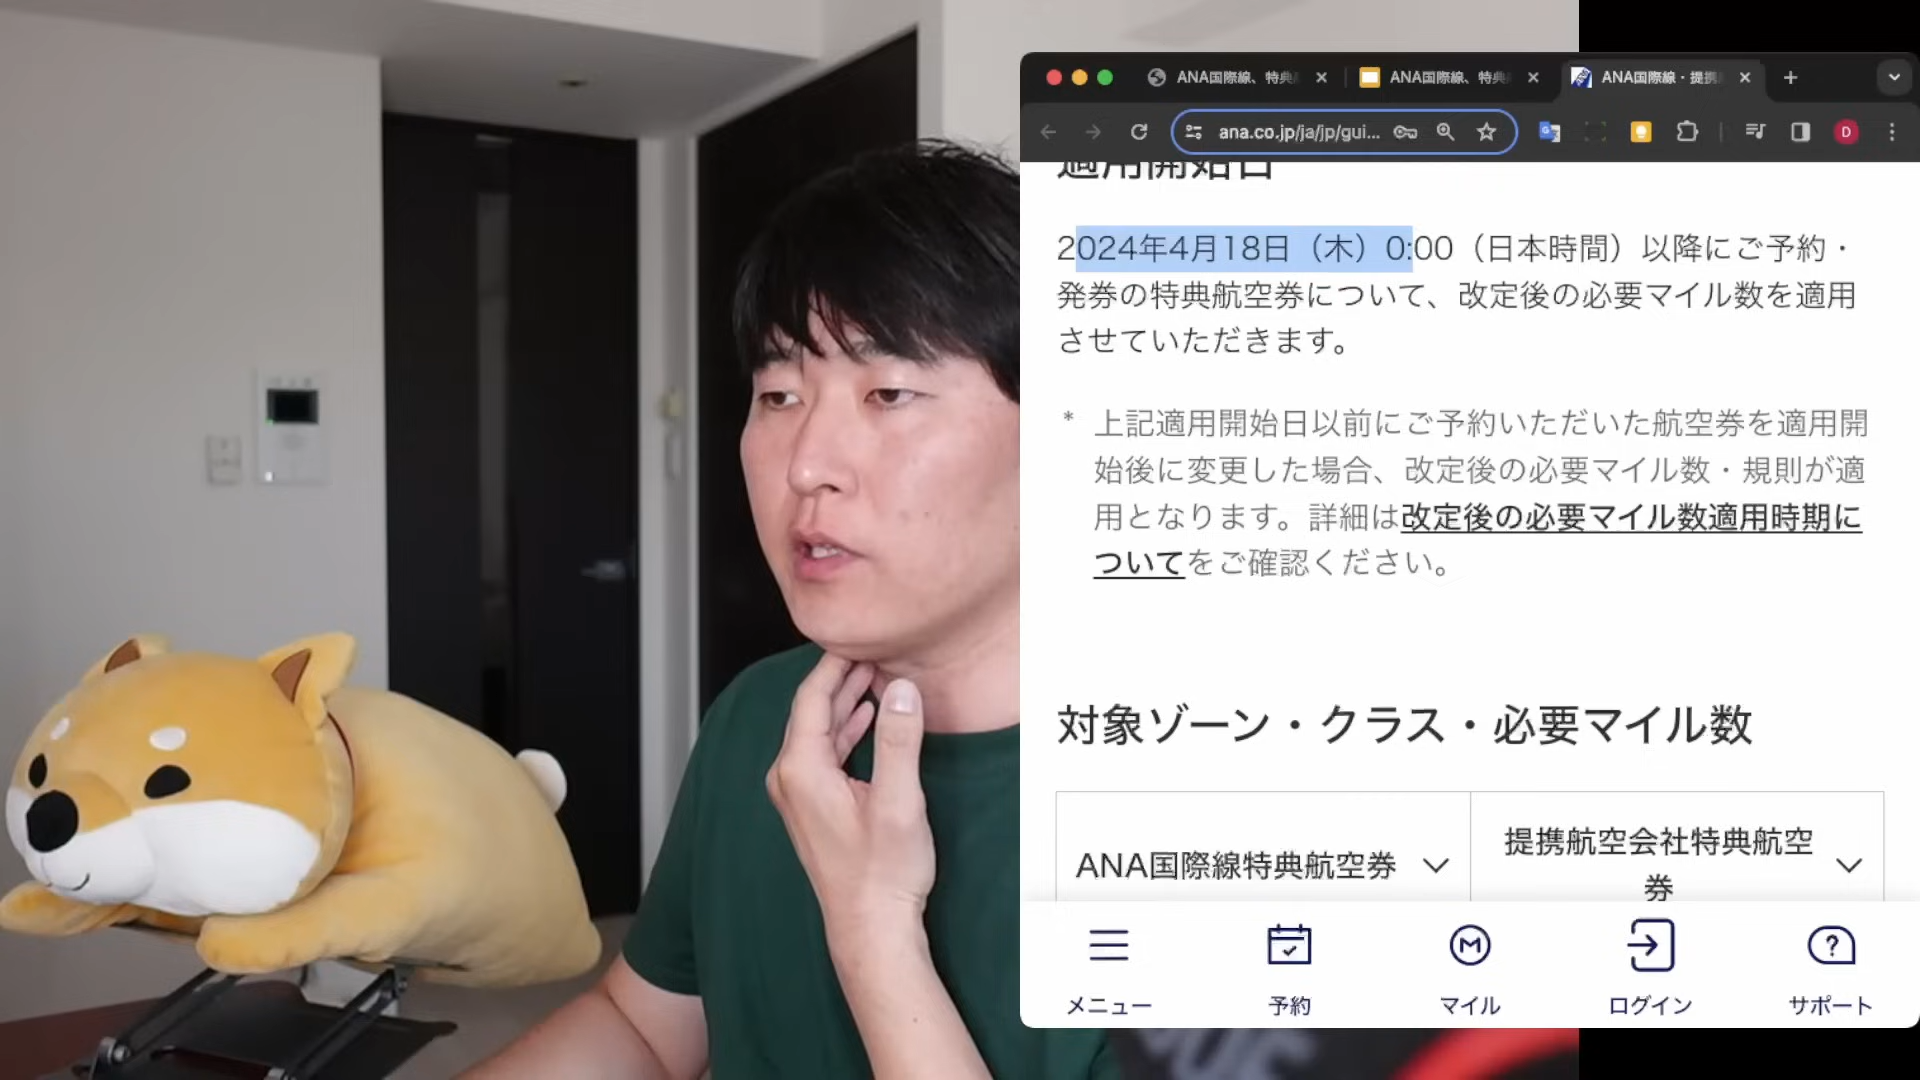 ANA国際線、特典
ANA国際線、特典
ANA国際線・提携
ana.co.jp/ja/jp/gui...
D
適用開始日
2024年4月18日（木）0:00（日本時間）以降にご予約・
発券の特典航空券について、改定後の必要マイル数を適用
させていただきます。
* 上記適用開始日以前にご予約いただいた航空券を適用開
始後に変更した場合、改定後の必要マイル数・規則が適
用となります。詳細は改定後の必要マイル数適用時期に
ついてをご確認ください。
対象ゾーン・クラス・必要マイル数
ANA国際線特典航空券
提携航空会社特典航空
券
メニュー
予約
マイル
ログイン
サポート